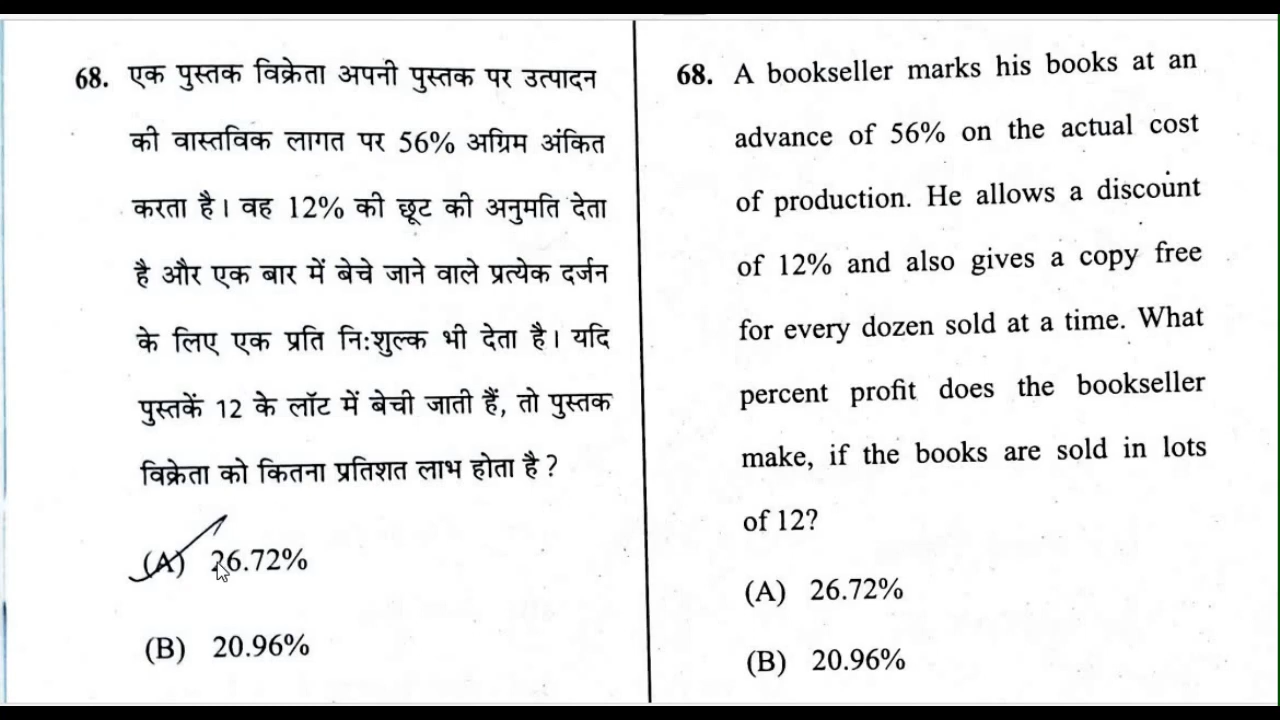 68. एक पुस्तक विक्रेता अपनी पुस्तक पर उत्पादन
की वास्तविक लागत पर 56% अग्रिम अंकित
करता है। वह 12% की छूट की अनुमति देता
है और एक बार में बेचे जाने वाले प्रत्येक दर्जन
के लिए एक प्रति नि:शुल्क भी देता है। यदि
पुस्तकें 12 के लॉट में बेची जाती हैं, तो पुस्तक
विक्रेता को कितना प्रतिशत लाभ होता है ?
(A) 26.72%
(B) 20.96%
68. A bookseller marks his books at an
advance of 56% on the actual cost
of production. He allows a discount
of 12% and also gives a copy free
for every dozen sold at a time. What
percent profit does the bookseller
make, if the books are sold in lots
of 12?
(A) 26.72%
(B) 20.96%